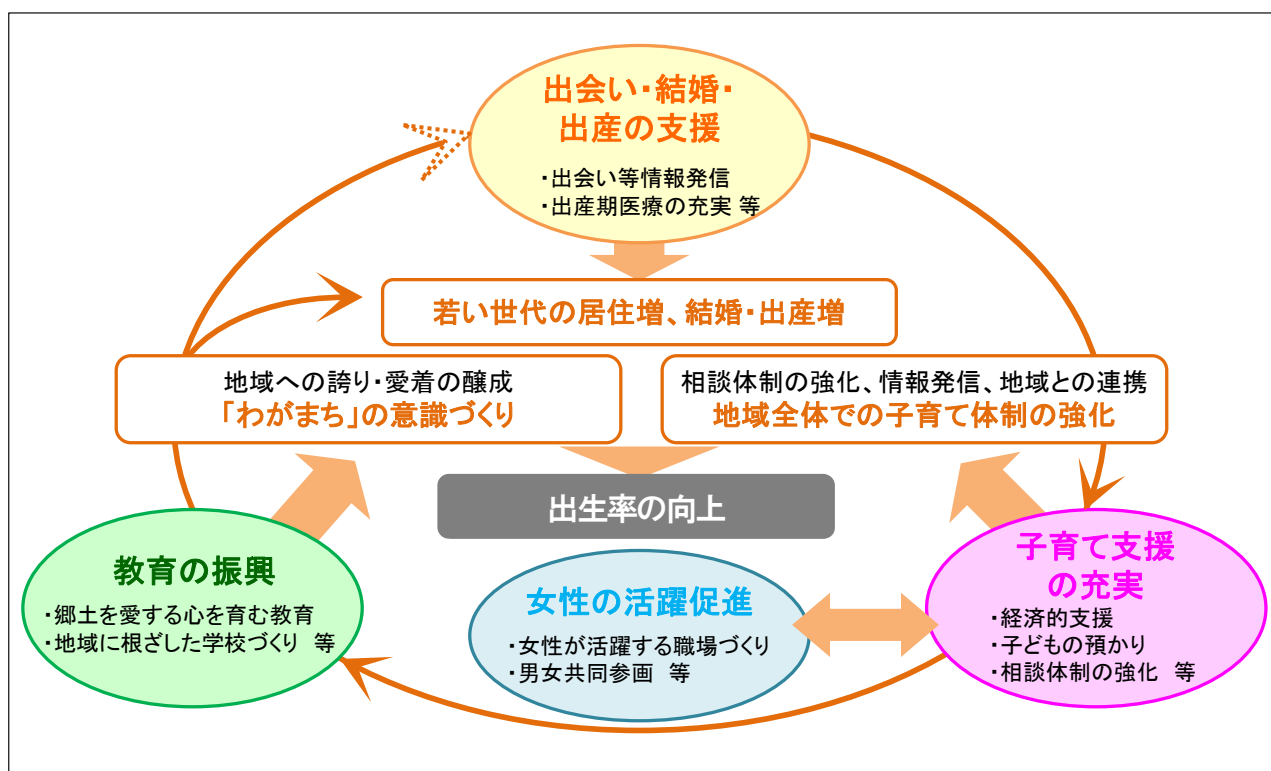 出会い・結婚・
出産の支援
・出会い等情報発信
・出産期医療の充実 等
若い世代の居住増、結婚・出産増
地域への誇り・愛着の醸成
「わがまち」の意識づくり
相談体制の強化、情報発信、地域との連携
地域全体での子育て体制の強化
出生率の向上
教育の振興
・郷土を愛する心を育む教育
・地域に根ざした学校づくり 等
女性の活躍促進
・女性が活躍する職場づくり
・男女共同参画 等
子育て支援
の充実
・経済的支援
・子どもの預かり
・相談体制の強化 等